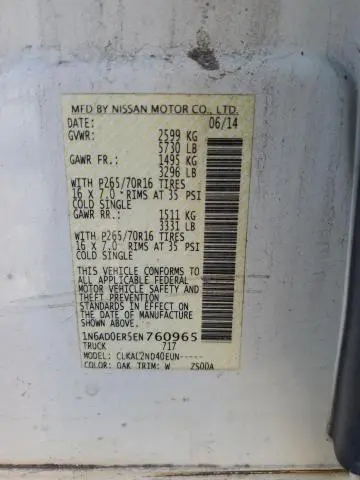 MFD BY NISSAN MOTOR CO., LTD.
DATE: 06/14
GVWR: 2599 KG
5730 LB
GAWR FR: 1495 KG
3296 LB
WITH P265/70R16 TIRES
16 X 7.0 RIMS AT 35 PSI
COLD SINGLE
GAWR RR: 1511 KG
3331 LB
WITH P265/70R16 TIRES
16 X 7.0 RIMS AT 35 PSI
COLD SINGLE
THIS VEHICLE CONFORMS TO
ALL APPLICABLE FEDERAL
MOTOR VEHICLE SAFETY AND
AND THEFT PREVENTION
STANDARDS IN EFFECT ON
THE DATE OF MANUFACTURE
SHOWN ABOVE.
1N6AD0ER5EN760965
TRUCK 717
MODEL: CLKAL2ND40EUN-----
COLOR: QAK TRIM: W ZS0DA